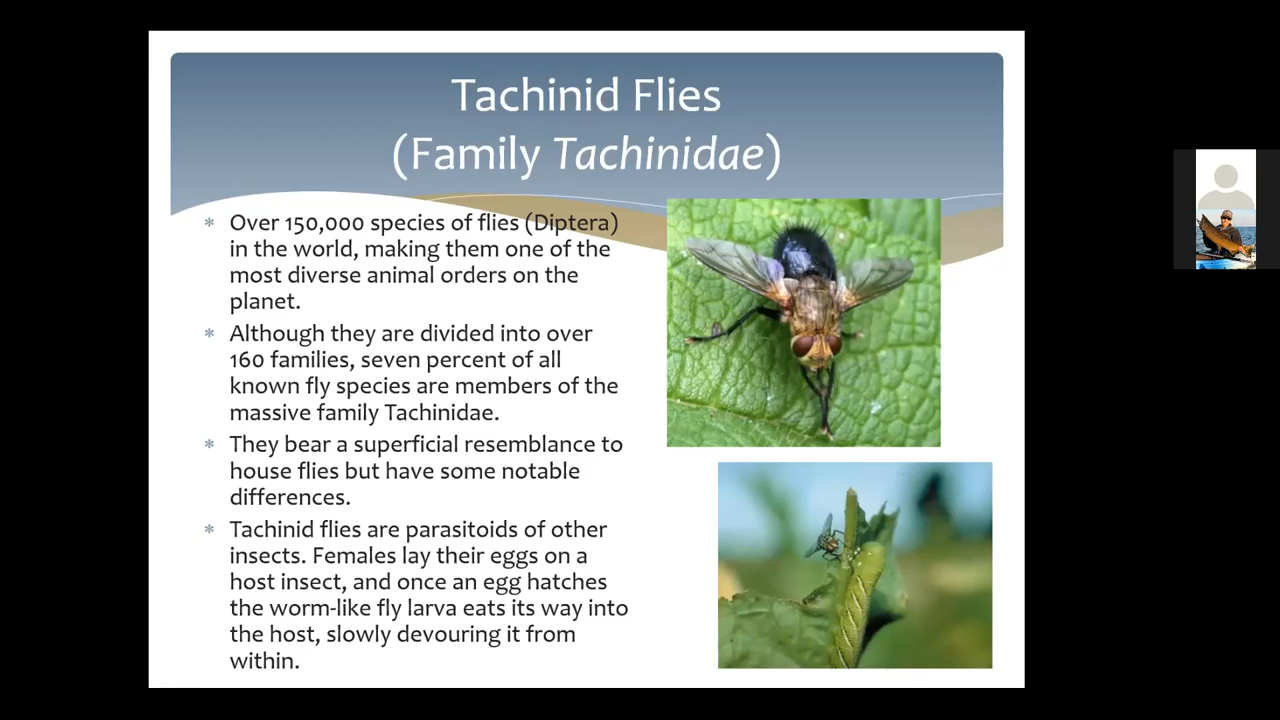 Tachinid Flies
(Family Tachinidae)
* Over 150,000 species of flies (Diptera)
in the world, making them one of the
most diverse animal orders on the
planet.
* Although they are divided into over
160 families, seven percent of all
known fly species are members of the
massive family Tachinidae.
* They bear a superficial resemblance to
house flies but have some notable
differences.
* Tachinid flies are parasitoids of other
insects. Females lay their eggs on a
host insect, and once an egg hatches
the worm-like fly larva eats its way into
the host, slowly devouring it from
within.